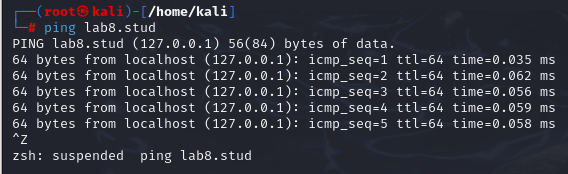 ┌──(root㉿kali)-[/home/kali]
└─# ping lab8.stud
PING lab8.stud (127.0.0.1) 56(84) bytes of data.
64 bytes from localhost (127.0.0.1): icmp_seq=1 ttl=64 time=0.035 ms
64 bytes from localhost (127.0.0.1): icmp_seq=2 ttl=64 time=0.062 ms
64 bytes from localhost (127.0.0.1): icmp_seq=3 ttl=64 time=0.056 ms
64 bytes from localhost (127.0.0.1): icmp_seq=4 ttl=64 time=0.059 ms
64 bytes from localhost (127.0.0.1): icmp_seq=5 ttl=64 time=0.058 ms
^Z
zsh: suspended  ping lab8.stud